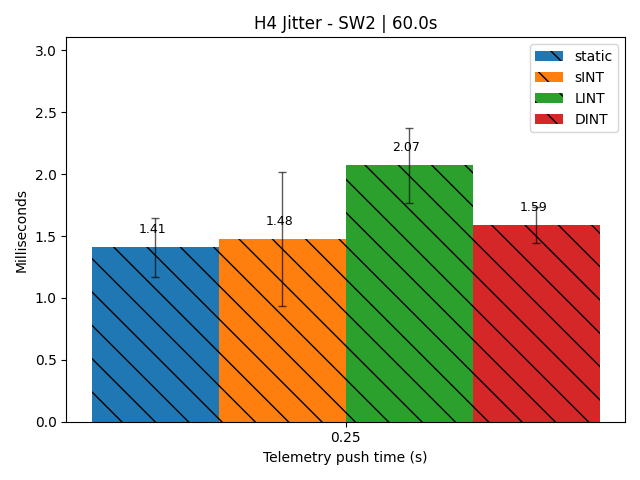 H4 Jitter - SW2 | 60.0s
static
sINT
LINT
DINT
3.0
2.5
2.0
1.5
1.0
0.5
0.0
Milliseconds
1.41
1.48
2.07
1.59
0.25
Telemetry push time (s)